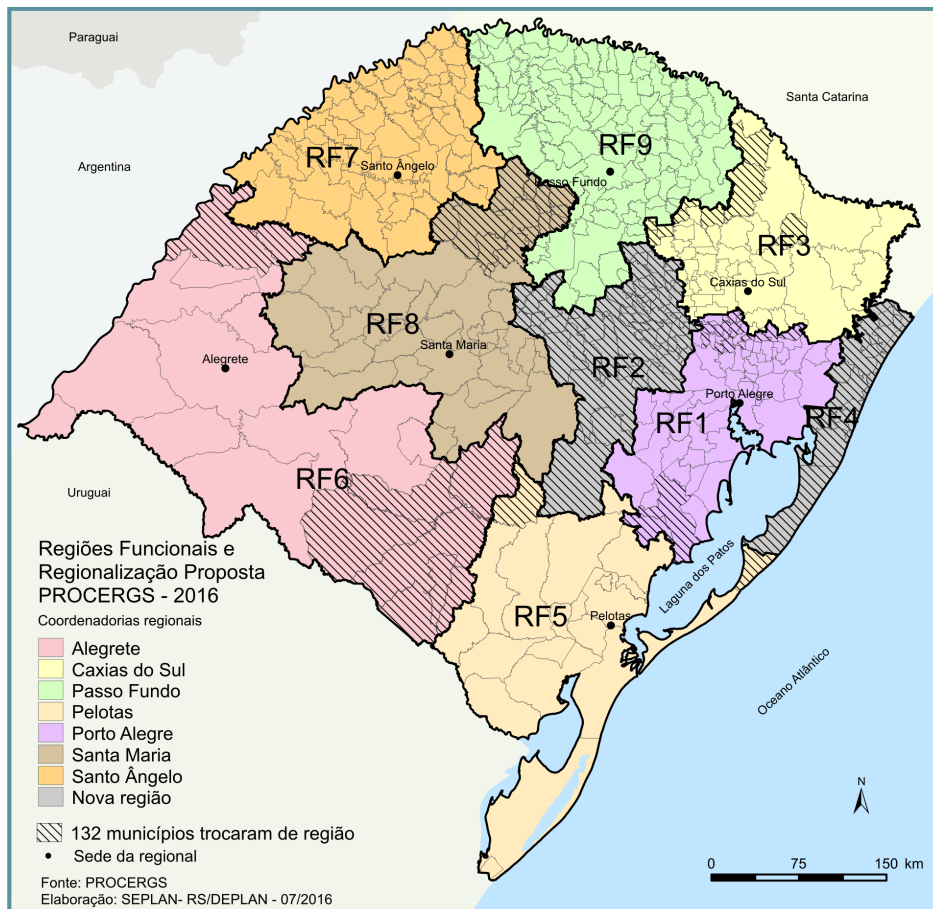 Paraguai
Santa Catarina
Argentina
RF9
RF7
Santo Ângelo
Passo Fundo
RF3
Caxias do Sul
RF8
Santa Maria
Alegrete
RF2
Porto Alegre
RF1
RF4
RF6
Uruguai
Laguna dos Patos
RF5
Pelotas
Oceano Atlântico
Regiões Funcionais e
Regionalização Proposta
PROCERGS - 2016
Coordenadorias regionais
Alegrete
Caxias do Sul
Passo Fundo
Pelotas
Porto Alegre
Santa Maria
Santo Ângelo
Nova região
132 municípios trocaram de região
Sede da regional
Fonte: PROCERGS
Elaboração: SEPLAN- RS/DEPLAN - 07/2016
N
0 75 150 km